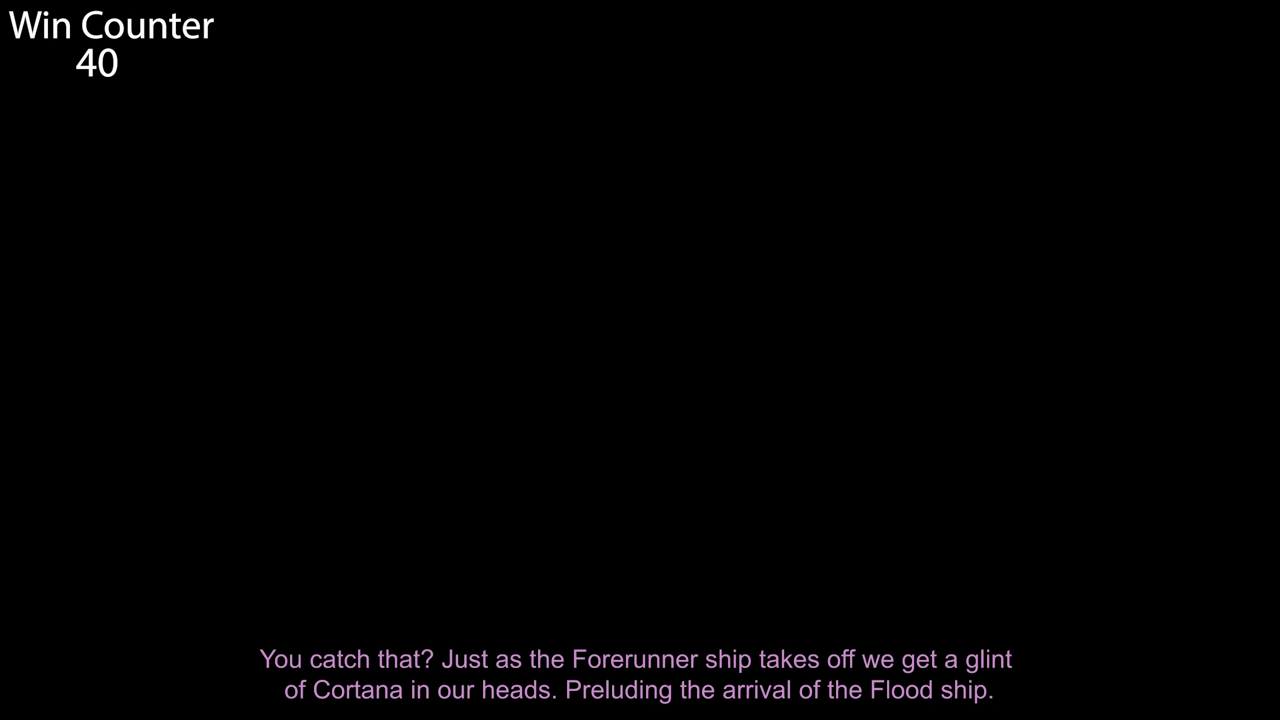 Win Counter
40
You catch that? Just as the Forerunner ship takes off we get a glint
of Cortana in our heads. Preluding the arrival of the Flood ship.